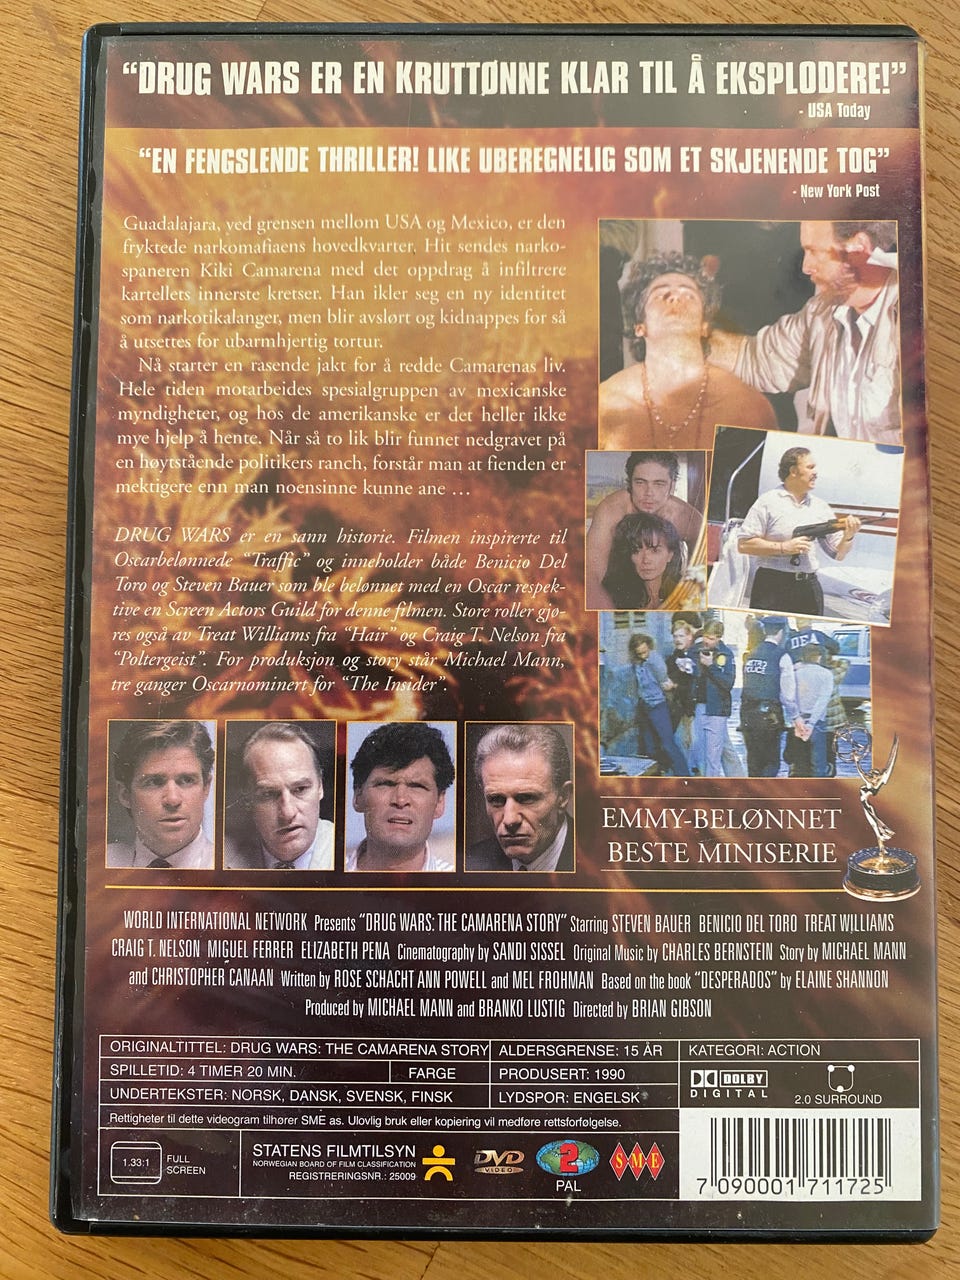 “DRUG WARS ER EN KRUTTØNNE KLAR TIL Å EKSPLODERE!”
- USA Today
“EN FENGSLENDE THRILLER! LIKE UBEREGNELIG SOM ET SKJENENDE TOG”
- New York Post
Guadalajara, ved grensen mellom USA og Mexico, er den
fryktede narkomafiaens hovedkvarter. Hit sendes narko-
spaneren Kiki Camarena med det oppdrag å infiltrere
kartellets innerste kretser. Han ikler seg en ny identitet
som narkotikalanger, men blir avslørt og kidnappes for så
å utsettes for ubarmhjertig tortur.
Nå starter en rasende jakt for å redde Camarenas liv.
Hele tiden motarbeides spesialgruppen av mexicanske
myndigheter, og hos de amerikanske er det heller ikke
mye hjelp å hente. Når så to lik blir funnet nedgravet på
en høytstående politikers ranch, forstår man at fienden er
mektigere enn man noensinne kunne ane ...
DRUG WARS er en sann historie. Filmen inspirerte til
Oscarbelønnede “Traffic” og inneholder både Benicio Del
Toro og Steven Bauer som ble belønnet med en Oscar respek-
tive en Screen Actors Guild for denne filmen. Store roller gjø-
res også av Treat Williams fra “Hair” og Craig T. Nelson fra
“Poltergeist”. For produksjon og story står Michael Mann,
tre ganger Oscarnominert for “The Insider”.
METRO
POLICE
DEA
EMMY-BELØNNET
BESTE MINISERIE
WORLD INTERNATIONAL NETWORK Presents “DRUG WARS: THE CAMARENA STORY” Starring STEVEN BAUER BENICIO DEL TORO TREAT WILLIAMS
CRAIG T. NELSON MIGUEL FERRER ELIZABETH PENA Cinematography by SANDI SISSEL Original Music by CHARLES BERNSTEIN Story by MICHAEL MANN
and CHRISTOPHER CANAAN Written by ROSE SCHACHT ANN POWELL and MEL FROHMAN Based on the book “DESPERADOS” by ELAINE SHANNON
Produced by MICHAEL MANN and BRANKO LUSTIG Directed by BRIAN GIBSON
ORIGINALTITTEL: DRUG WARS: THE CAMARENA STORY ALDERSGRENSE: 15 ÅR KATEGORI: ACTION
SPILLETID: 4 TIMER 20 MIN. FARGE PRODUSERT: 1990
UNDERTEKSTER: NORSK, DANSK, SVENSK, FINSK LYDSPOR: ENGELSK
DOLBY
DIGITAL 2.0 SURROUND
Rettigheter til dette videogram tilhører SME as. Ulovlig bruk eller kopiering vil medføre rettsforfølgelse.
1.33:1 FULL
SCREEN
STATENS FILMTILSYN
NORWEGIAN BOARD OF FILM CLASSIFICATION
REGISTRERINGSNR.: 25009
DVD
VIDEO
2
PAL
SME
7 090001 711725